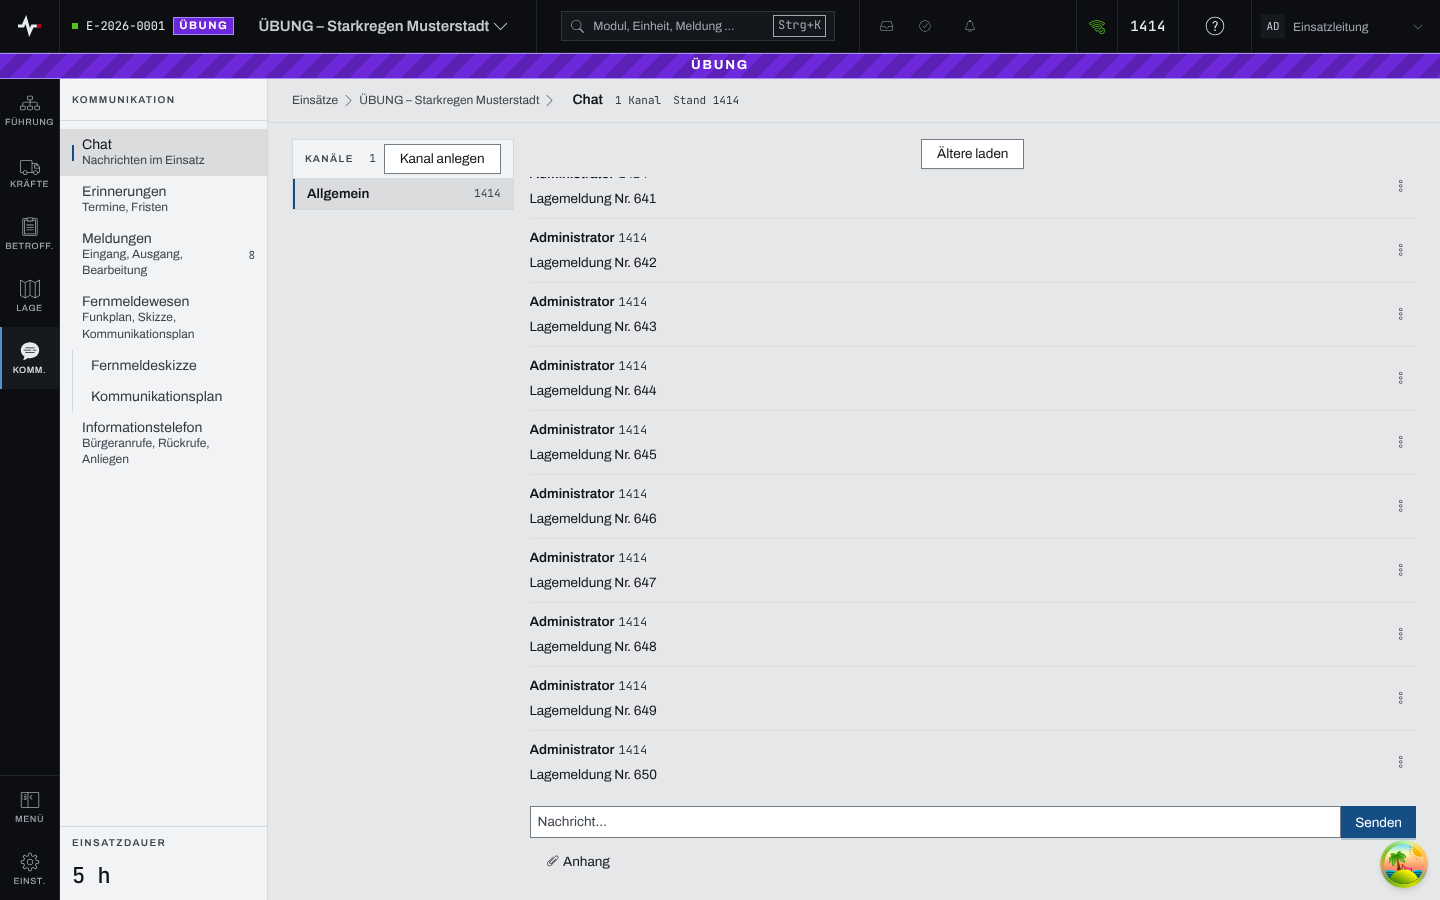 E-2026-0001 ÜBUNG ÜBUNG – Starkregen Musterstadt Modul, Einheit, Meldung ... Strg+K 1414 AD Einsatzleitung
ÜBUNG
FÜHRUNG
KRÄFTE
BETROFF.
LAGE
KOMM.
MENÜ
EINST.
KOMMUNIKATION
Chat
Nachrichten im Einsatz
Erinnerungen
Termine, Fristen
Meldungen
Eingang, Ausgang,
Bearbeitung
8
Fernmeldewesen
Funkplan, Skizze,
Kommunikationsplan
Fernmeldeskizze
Kommunikationsplan
Informationstelefon
Bürgeranrufe, Rückrufe,
Anliegen
EINSATZDAUER
5 h
Einsätze ÜBUNG – Starkregen Musterstadt Chat 1 Kanal Stand 1414
KANÄLE 1 Kanal anlegen
Allgemein 1414
Ältere laden
Administrator 1414
Lagemeldung Nr. 641
Administrator 1414
Lagemeldung Nr. 642
Administrator 1414
Lagemeldung Nr. 643
Administrator 1414
Lagemeldung Nr. 644
Administrator 1414
Lagemeldung Nr. 645
Administrator 1414
Lagemeldung Nr. 646
Administrator 1414
Lagemeldung Nr. 647
Administrator 1414
Lagemeldung Nr. 648
Administrator 1414
Lagemeldung Nr. 649
Administrator 1414
Lagemeldung Nr. 650
Nachricht... Senden
Anhang